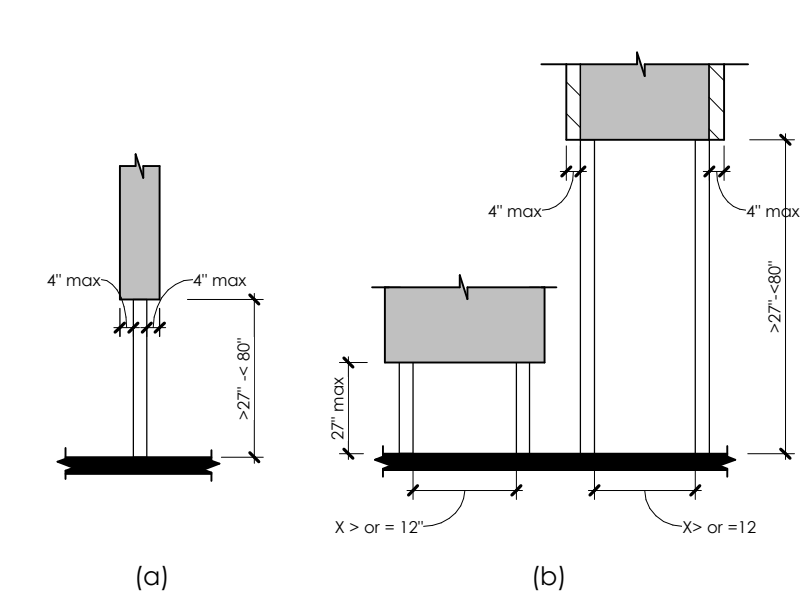 4" max
4" max
>27" -< 80"
(a)
4" max
4" max
>27"-<80"
27" max
X > or = 12"
X> or =12
(b)